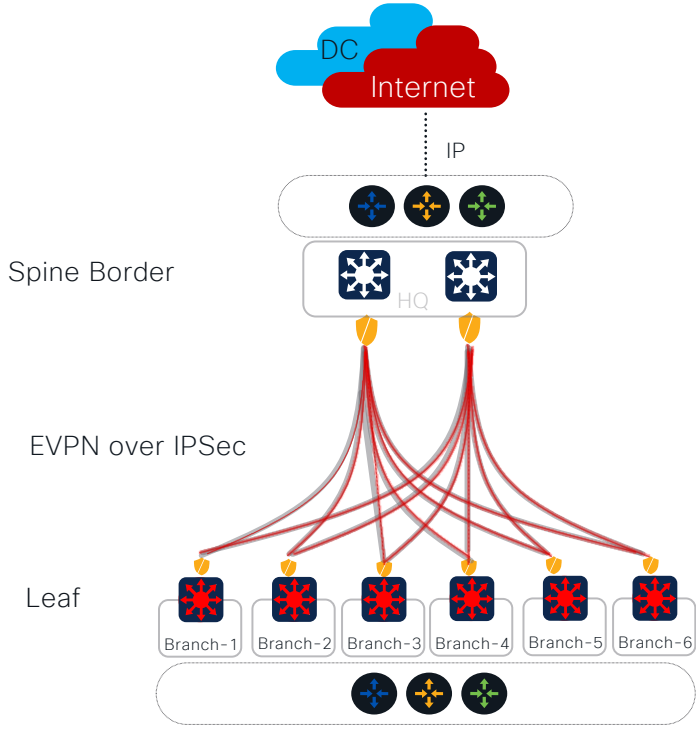 DC
Internet
IP
Spine Border
HQ
EVPN over IPSec
Leaf
Branch-1
Branch-2
Branch-3
Branch-4
Branch-5
Branch-6